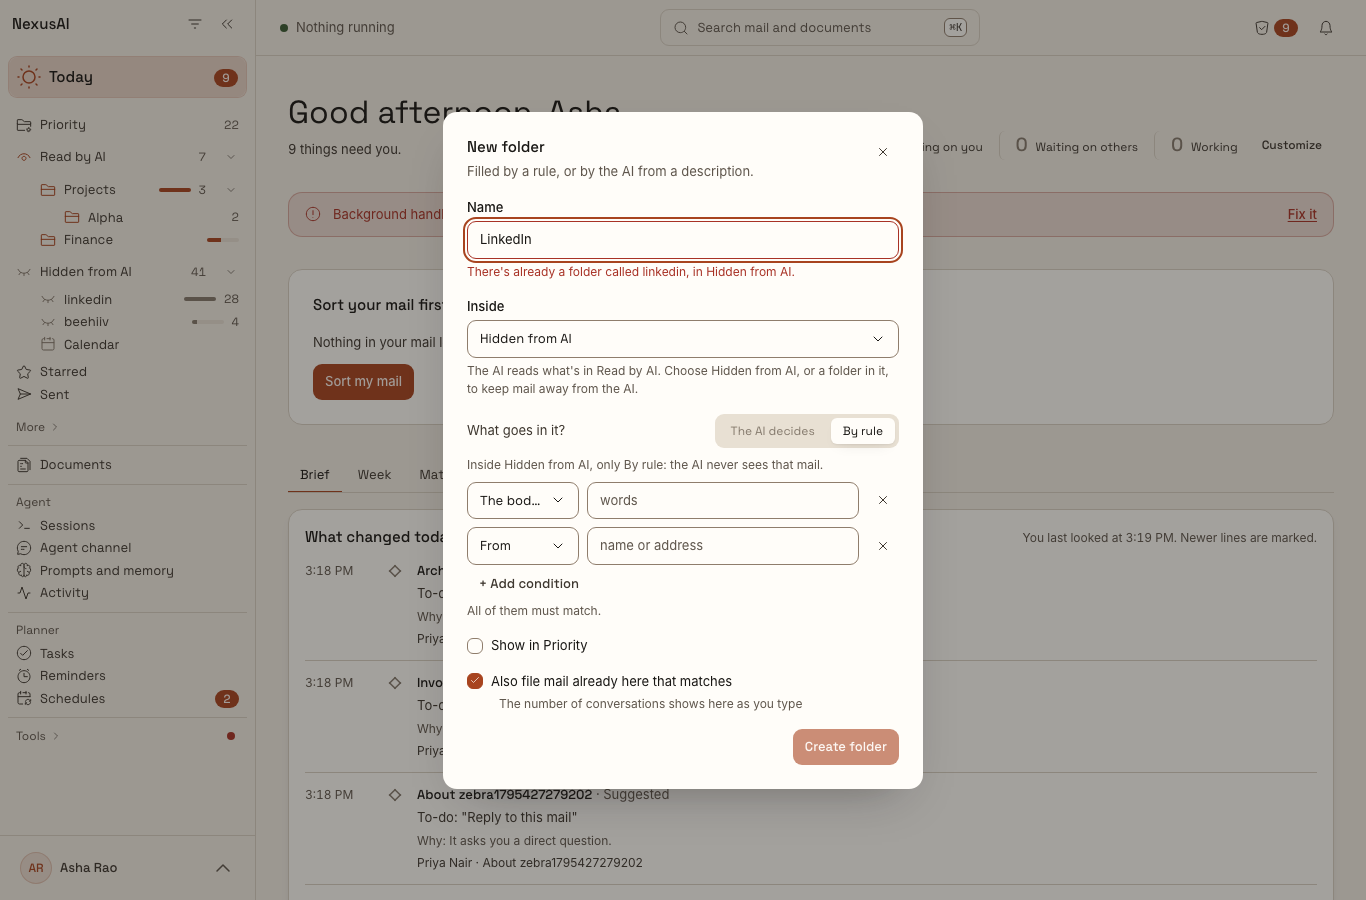 NexusAI
Nothing running
Search mail and documents
⌘K
9
Today
9
Priority 22
Read by AI 7
Projects 3
Alpha 2
Finance
Hidden from AI 41
linkedin 28
beehiiv 4
Calendar
Starred
Sent
More
Documents
Agent
Sessions
Agent channel
Prompts and memory
Activity
Planner
Tasks
Reminders
Schedules 2
Tools
AR Asha Rao
Good afternoon, Asha
9 things need you.
ing on you
0 Waiting on others
0 Working
Customize
Background handl
Fix it
Sort your mail firs
Nothing in your mail l
Sort my mail
Brief Week Mat
What changed toda
You last looked at 3:19 PM. Newer lines are marked.
3:18 PM Arch
To-d
Why
Priya
3:18 PM Invo
To-d
Why
Priya
3:18 PM About zebra1795427279202 · Suggested
To-do: "Reply to this mail"
Why: It asks you a direct question.
Priya Nair · About zebra1795427279202
New folder
Filled by a rule, or by the AI from a description.
Name
LinkedIn
There's already a folder called linkedin, in Hidden from AI.
Inside
Hidden from AI
The AI reads what's in Read by AI. Choose Hidden from AI, or a folder in it,
to keep mail away from the AI.
What goes in it?
The AI decides By rule
Inside Hidden from AI, only By rule: the AI never sees that mail.
The bod... words
From name or address
+ Add condition
All of them must match.
Show in Priority
Also file mail already here that matches
The number of conversations shows here as you type
Create folder